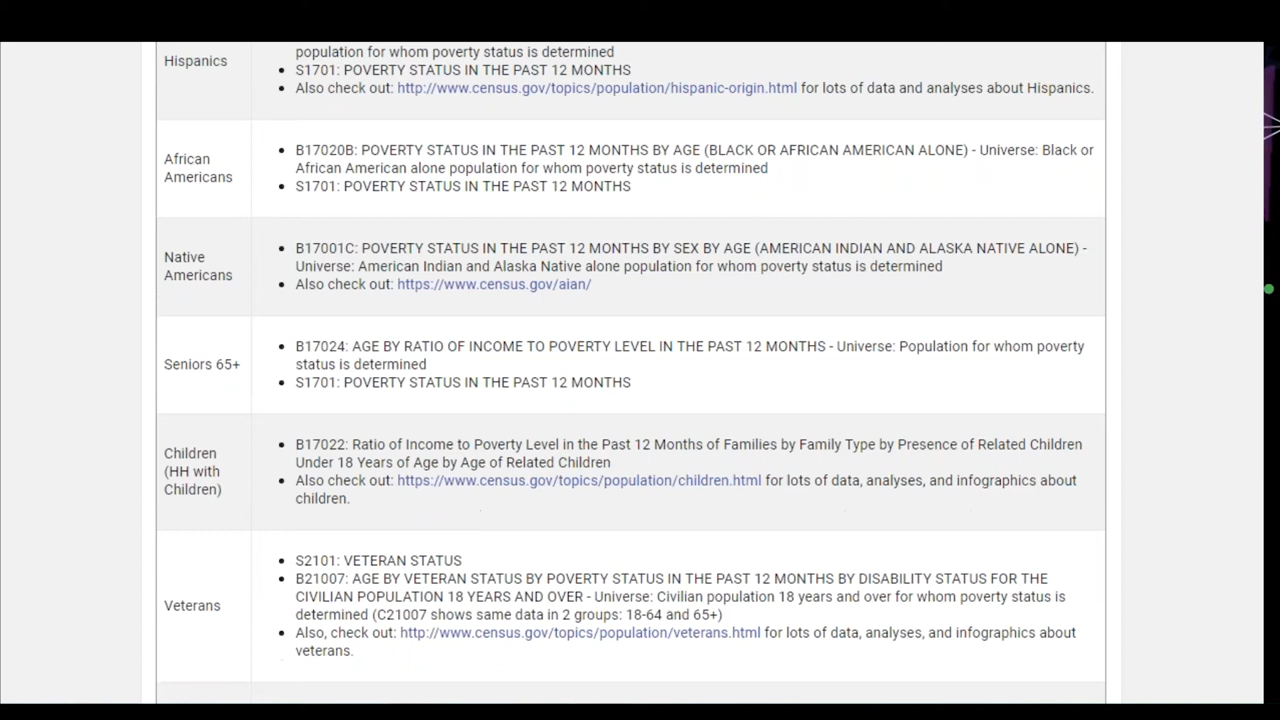 population for whom poverty status is determined
Hispanics
• S1701: POVERTY STATUS IN THE PAST 12 MONTHS
• Also check out: http://www.census.gov/topics/population/hispanic-origin.html for lots of data and analyses about Hispanics.
African
Americans
• B17020B: POVERTY STATUS IN THE PAST 12 MONTHS BY AGE (BLACK OR AFRICAN AMERICAN ALONE) - Universe: Black or
African American alone population for whom poverty status is determined
• S1701: POVERTY STATUS IN THE PAST 12 MONTHS
Native
Americans
• B17001C: POVERTY STATUS IN THE PAST 12 MONTHS BY SEX BY AGE (AMERICAN INDIAN AND ALASKA NATIVE ALONE) -
Universe: American Indian and Alaska Native alone population for whom poverty status is determined
• Also check out: https://www.census.gov/aian/
Seniors 65+
• B17024: AGE BY RATIO OF INCOME TO POVERTY LEVEL IN THE PAST 12 MONTHS - Universe: Population for whom poverty
status is determined
• S1701: POVERTY STATUS IN THE PAST 12 MONTHS
Children
(HH with
Children)
• B17022: Ratio of Income to Poverty Level in the Past 12 Months of Families by Family Type by Presence of Related Children
Under 18 Years of Age by Age of Related Children
• Also check out: https://www.census.gov/topics/population/children.html for lots of data, analyses, and infographics about
children.
Veterans
• S2101: VETERAN STATUS
• B21007: AGE BY VETERAN STATUS BY POVERTY STATUS IN THE PAST 12 MONTHS BY DISABILITY STATUS FOR THE
CIVILIAN POPULATION 18 YEARS AND OVER - Universe: Civilian population 18 years and over for whom poverty status is
determined (C21007 shows same data in 2 groups: 18-64 and 65+)
• Also, check out: http://www.census.gov/topics/population/veterans.html for lots of data, analyses, and infographics about
veterans.